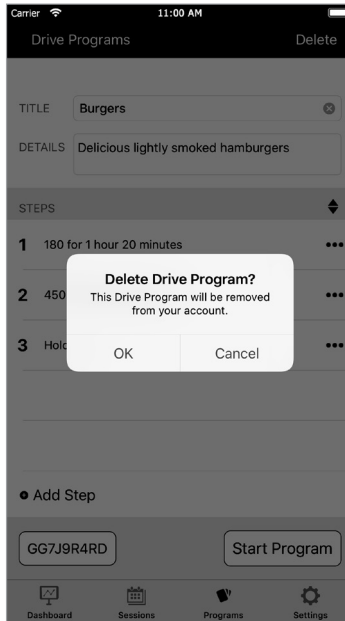 Carrier 11:00 AM
Drive Programs Delete
TITLE Burgers
DETAILS Delicious lightly smoked hamburgers
STEPS
1 180 for 1 hour 20 minutes
2 450
3 Hold
Delete Drive Program?
This Drive Program will be removed
from your account.
OK Cancel
Add Step
GG7J9R4RD Start Program
Dashboard Sessions Programs Settings